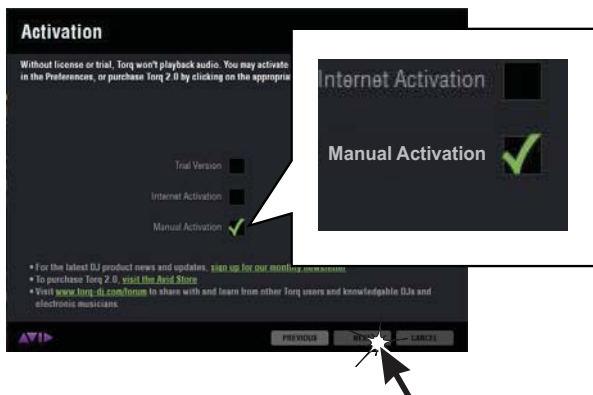 Activation
Without license or trial, Torq won't playback audio. You may activate
in the Preferences, or purchase Torq 2.0 by clicking on the
Trial Version
Internet Activation
Manual Activation
Internet Activation
Manual Activation
• For the latest DJ product news and updates, sign up for our monthly newsletter
• To purchase Torq 2.0, visit the Avid Store
• Visit www.torq-dj.com/forum to share with and learn from other Torq users and knowledgable DJs and
electronic musicians.
AVID
PREVIOUS
CANCEL